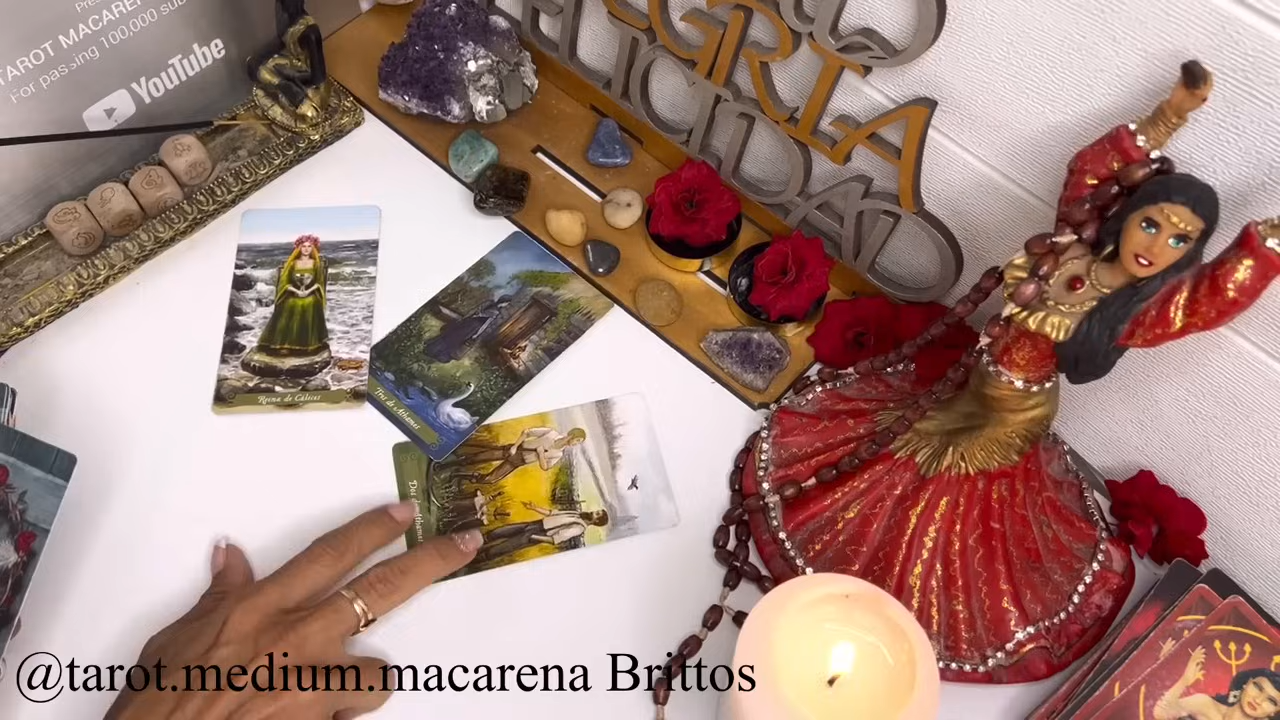 TAROT MACAREN
For passing 100,000 sub
YouTube
FELICIDAD
Reina de Cálices
Tres de Athames
@tarot.medium.macarena Brittos